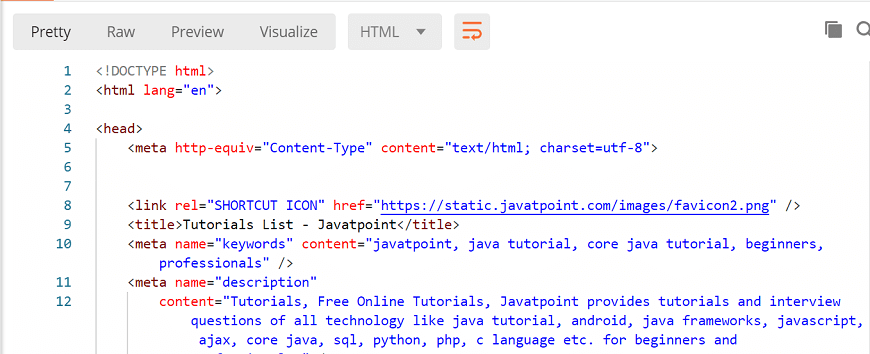 Pretty Raw Preview Visualize HTML
1 <!DOCTYPE html>
2 <html lang="en">
3
4 <head>
5 <meta http-equiv="Content-Type" content="text/html; charset=utf-8">
6
7
8 <link rel="SHORTCUT ICON" href="https://static.javatpoint.com/images/favicon2.png" />
9 <title>Tutorials List - Javatpoint</title>
10 <meta name="keywords" content="javatpoint, java tutorial, core java tutorial, beginners,
professionals" />
11 <meta name="description"
12 content="Tutorials, Free Online Tutorials, Javatpoint provides tutorials and interview
questions of all technology like java tutorial, android, java frameworks, javascript,
ajax, core java, sql, python, php, c language etc. for beginners and